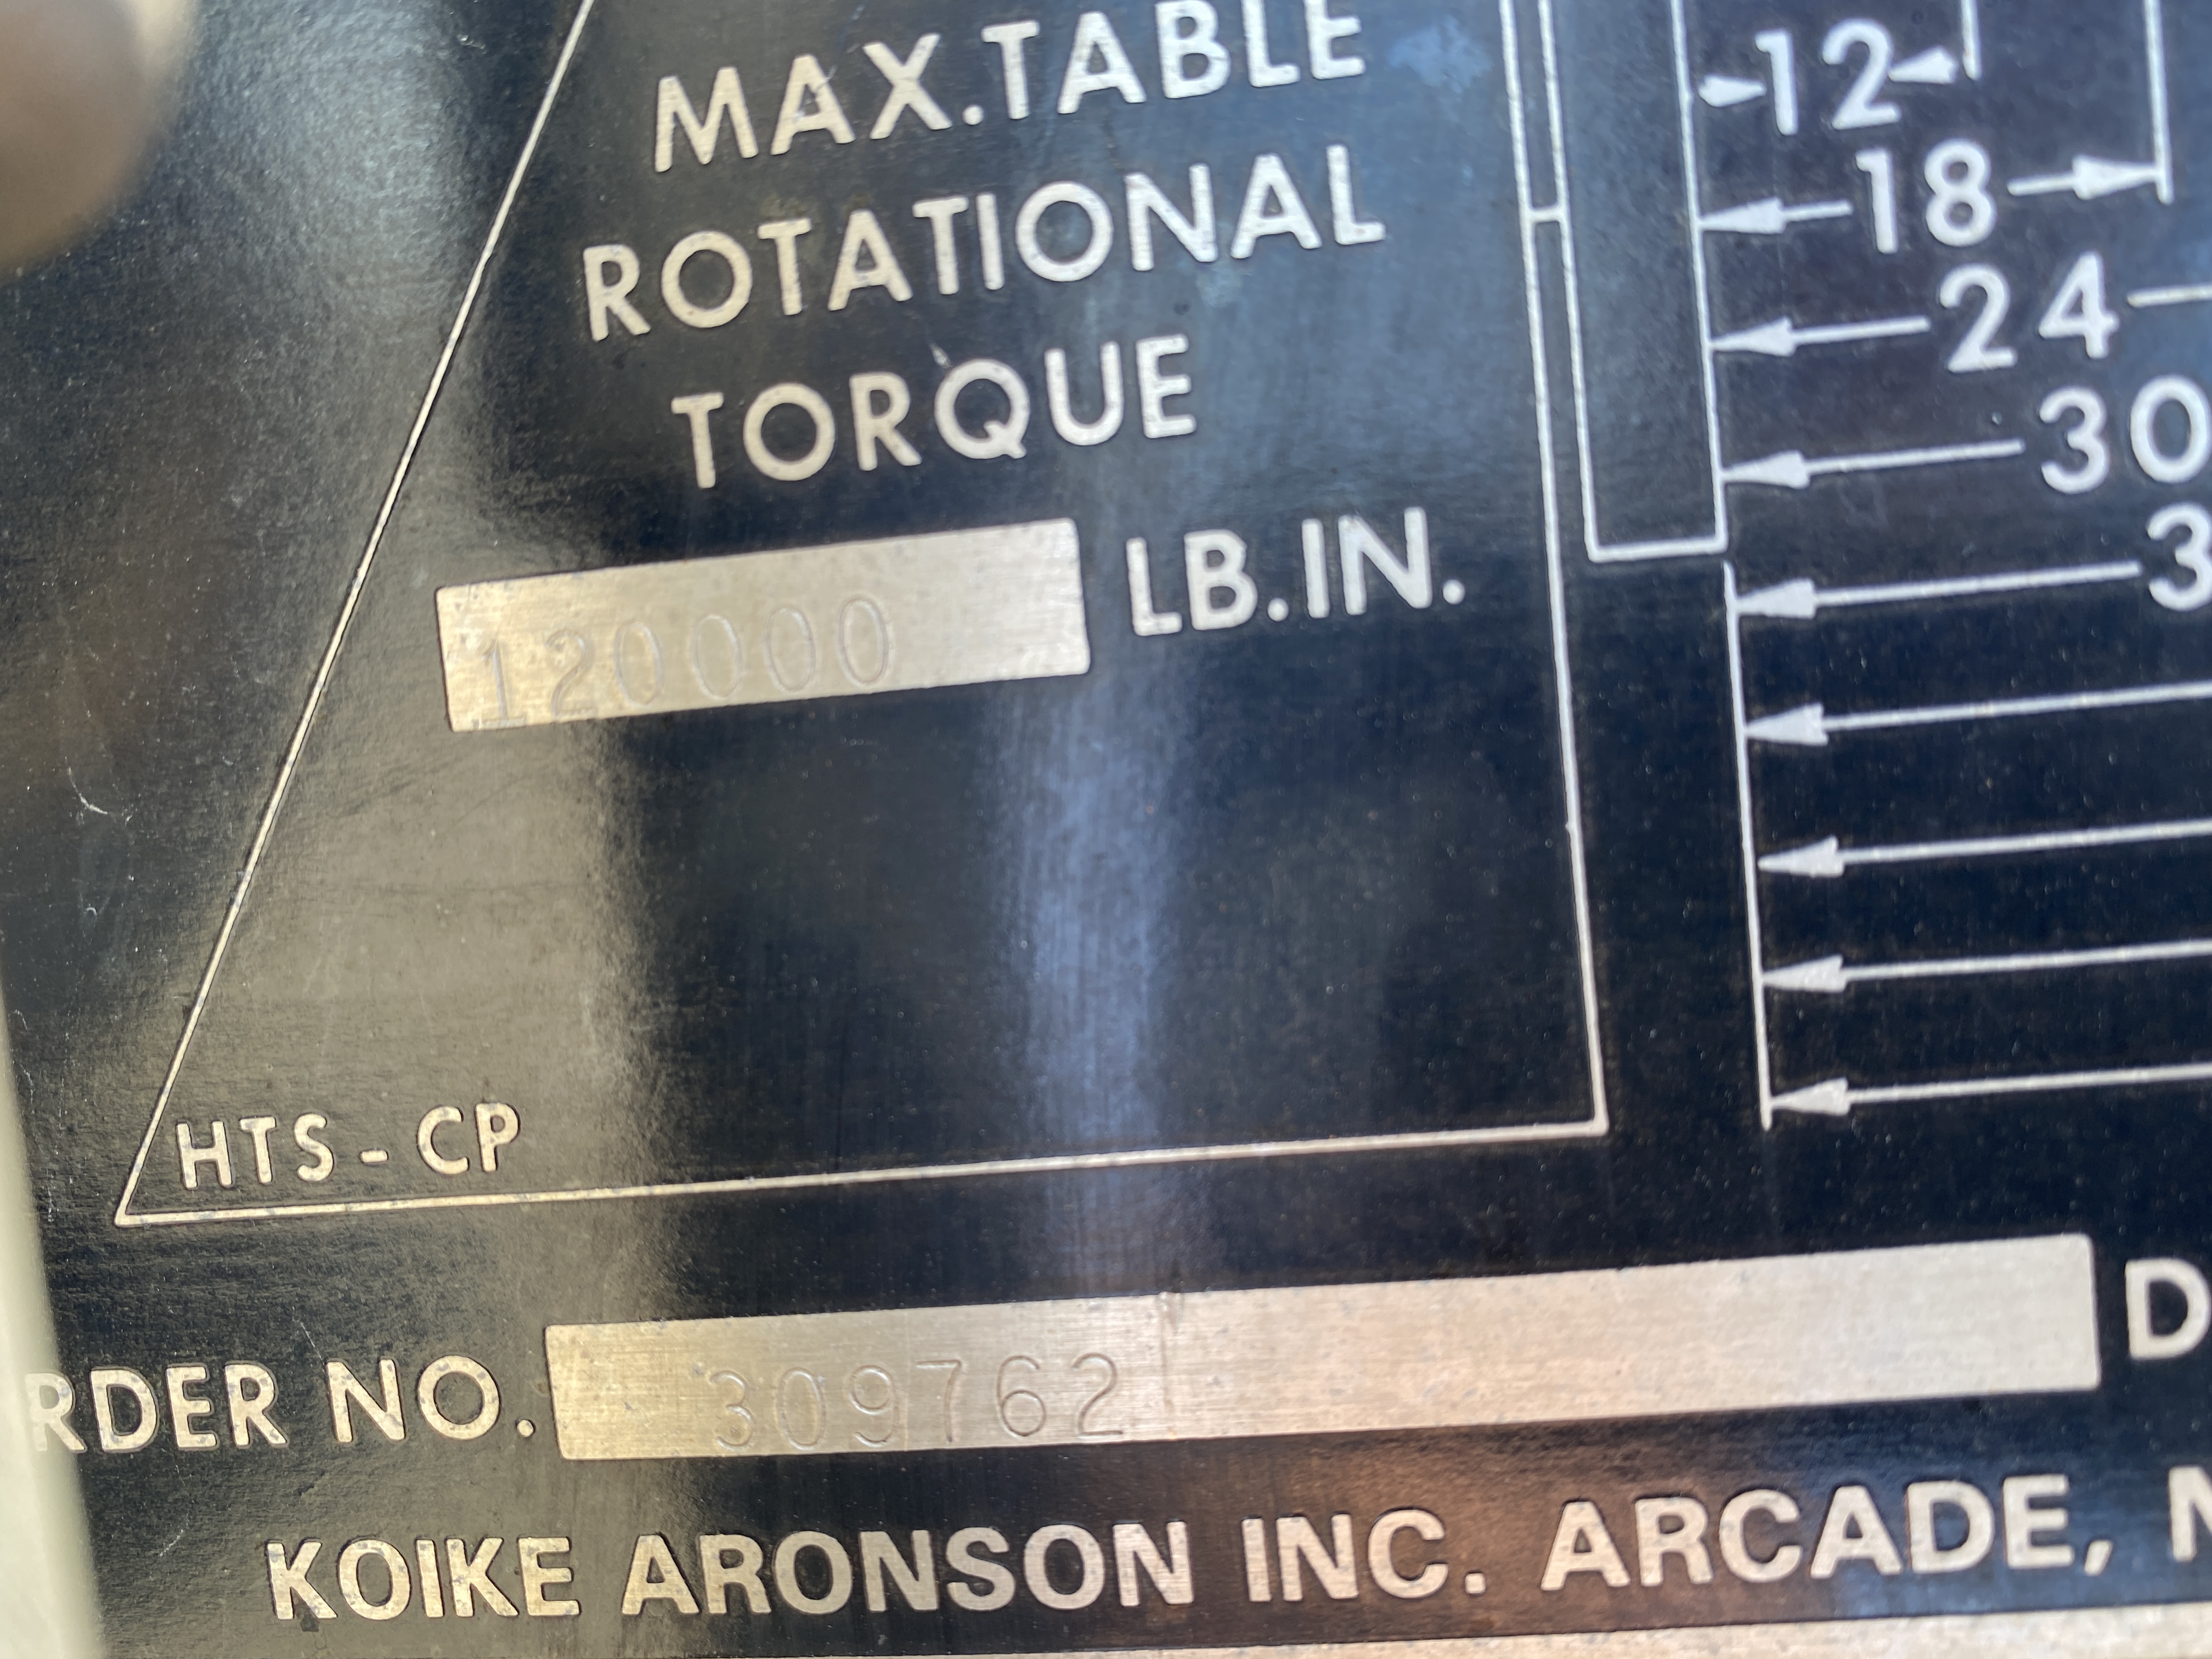 MAX.TABLE
ROTATIONAL
TORQUE
120000 LB.IN.
HTS-CP
12
18
24
30
3
RDER NO. 309762 D
KOIKE ARONSON INC. ARCADE, N